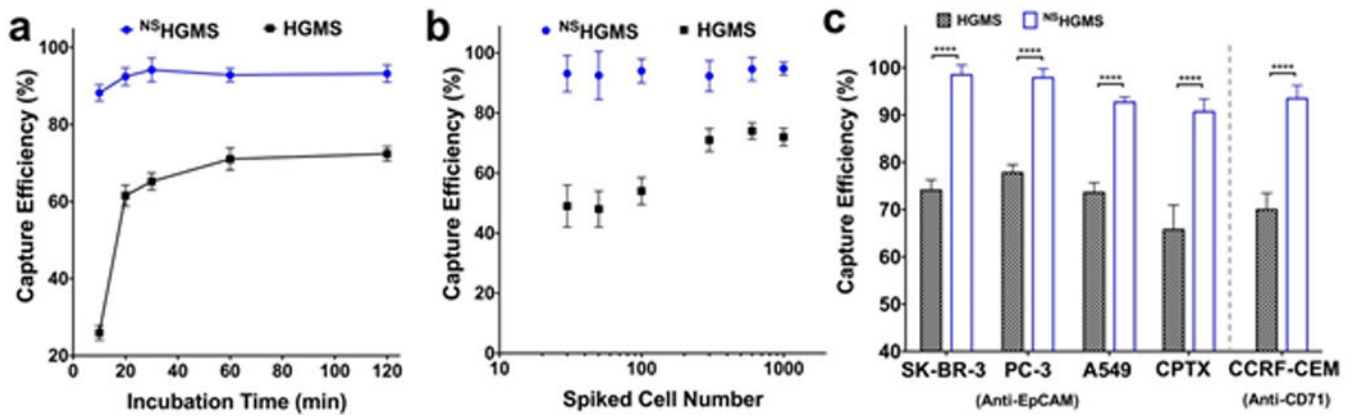 a
NSHGMS HGMS
Capture Efficiency (%)
100
80
60
40
20
0 20 40 60 80 100 120
Incubation Time (min)
b
NSHGMS HGMS
Capture Efficiency (%)
100
80
60
40
20
0
10 100 1000
Spiked Cell Number
c
HGMS NSHGMS
Capture Efficiency (%)
100
90
80
70
60
50
40
**** **** **** **** ****
SK-BR-3 PC-3 A549 CPTX CCRF-CEM
(Anti-EpCAM) (Anti-CD71)